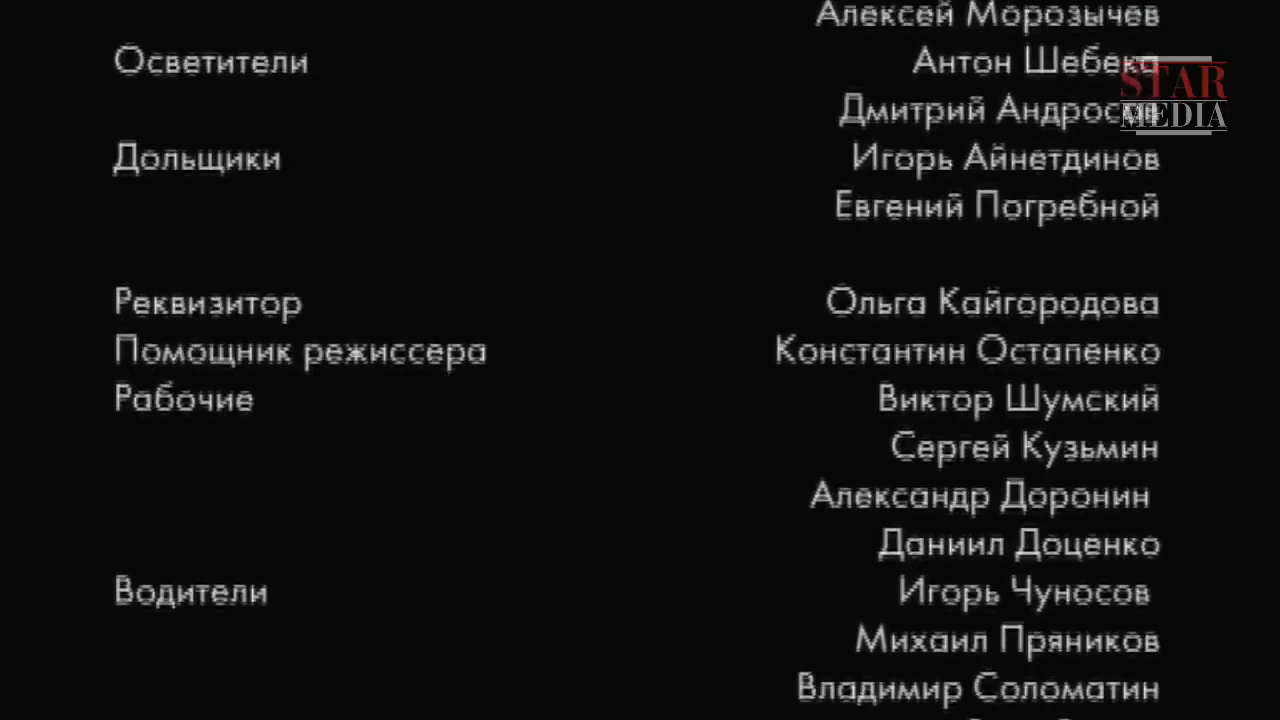 Алексей Морозычев
Осветители Антон Шебека
Дмитрий Андросов
Дольщики Игорь Айнетдинов
Евгений Погребной
Реквизитор Ольга Кайгородова
Помощник режиссера Константин Остапенко
Рабочие Виктор Шумский
Сергей Кузьмин
Александр Доронин
Даниил Доценко
Водители Игорь Чуносов
Михаил Пряников
Владимир Соломатин
STAR
MEDIA